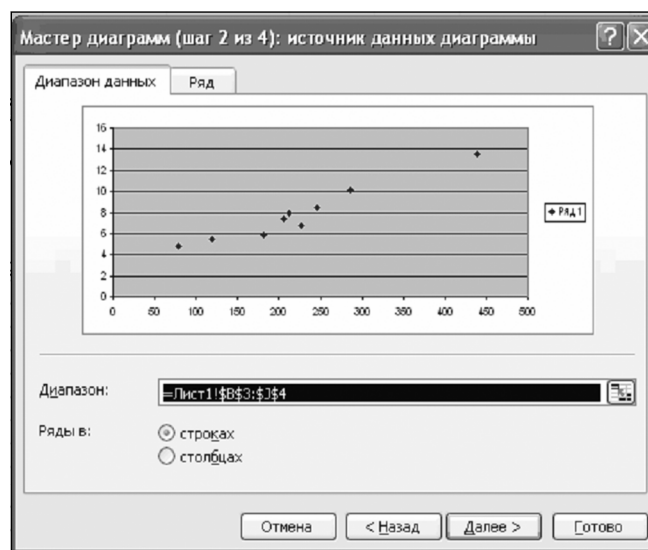 Мастер диаграмм (шаг 2 из 4): источник данных диаграммы
Диапазон данных
Ряд
16
14
12
10
8
6
4
2
0
0 50 100 150 200 250 300 350 400 450 500
Ряд1
Диапазон: =Лист1!$B$3:$J$4
Ряды в: строках
столбцах
Отмена < Назад Далее > Готово